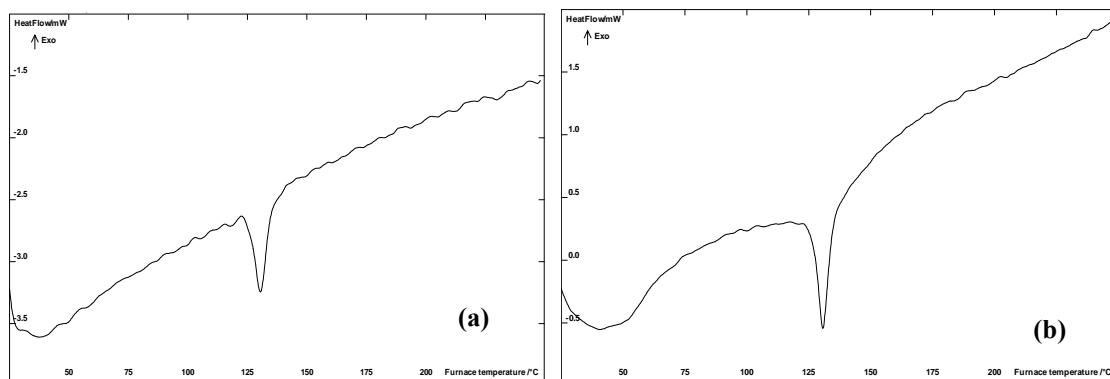 HeatFlow/mW
↑ Exo
-1.5
-2.0
-2.5
-3.0
-3.5
50 75 100 125 150 175 200 Furnace temperature /°C
(a)
HeatFlow/mW
↑ Exo
1.5
1.0
0.5
0.0
-0.5
50 75 100 125 150 175 200 Furnace temperature /°C
(b)